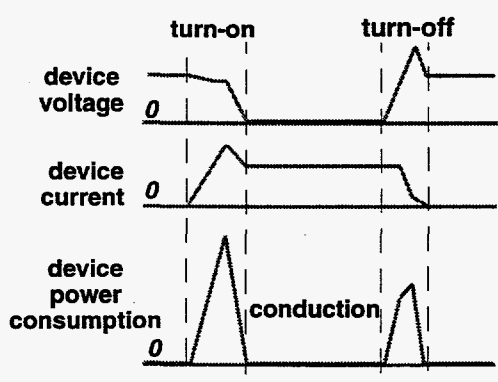 turn-on
turn-off
device
voltage
0
device
current
0
device
power
consumption
0
conduction